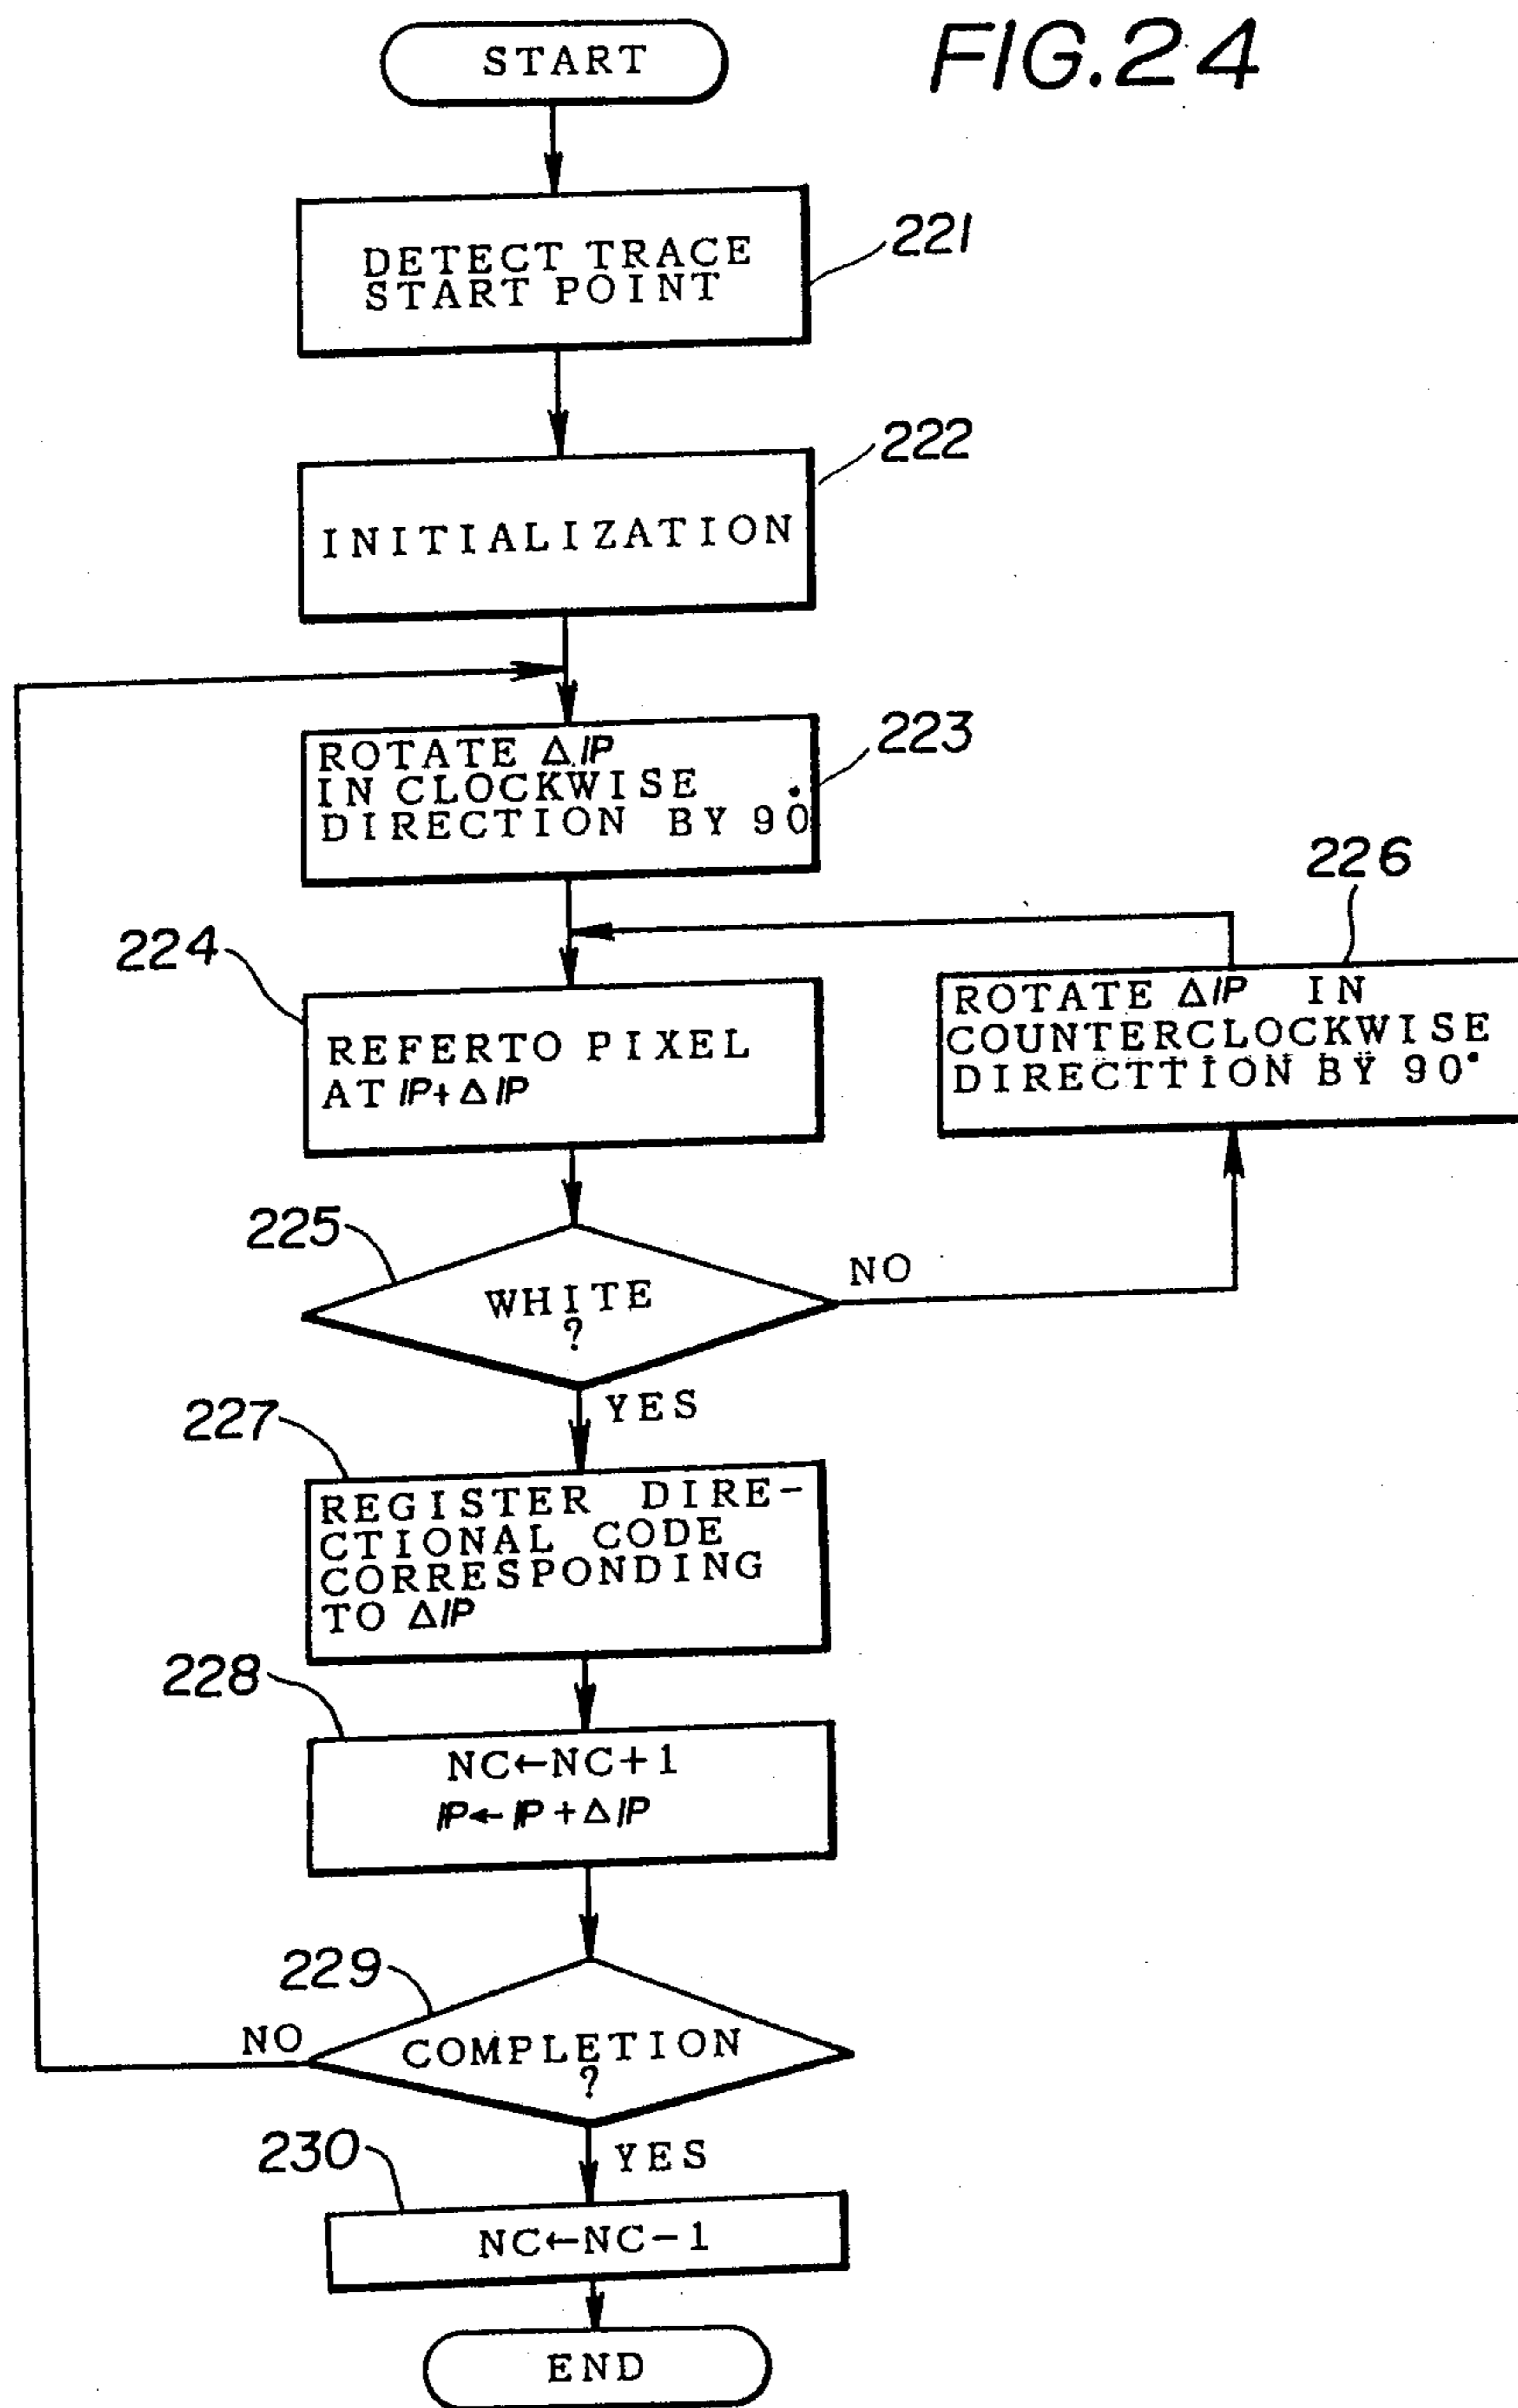 FIG.24
START
DETECT TRACE
START POINT
221
INITIALIZATION
222
ROTATE ΔIP
IN CLOCKWISE
DIRECTION BY 90°
223
224
REFERTO PIXEL
AT IP+ΔIP
226
ROTATE ΔIP IN
COUNTERCLOCKWISE
DIRECTTION BY 90°
225
WHITE
?
NO
YES
227
REGISTER DIRE-
CTIONAL CODE
CORRESPONDING
TO ΔIP
228
NC←NC+1
IP←IP+ΔIP
229
COMPLETION
?
NO
YES
230
NC←NC-1
END